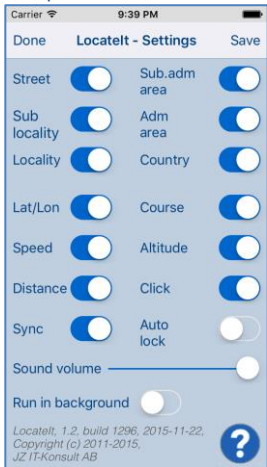 Carrier 9:39 PM
Done LocateIt - Settings Save
Street Sub.adm
area
Sub Adm
locality area
Locality Country
Lat/Lon Course
Speed Altitude
Distance Click
Sync Auto
lock
Sound volume
Run in background
LocateIt, 1.2, build 1296, 2015-11-22,
Copyright (c) 2011-2015,
JZ IT-Konsult AB
?